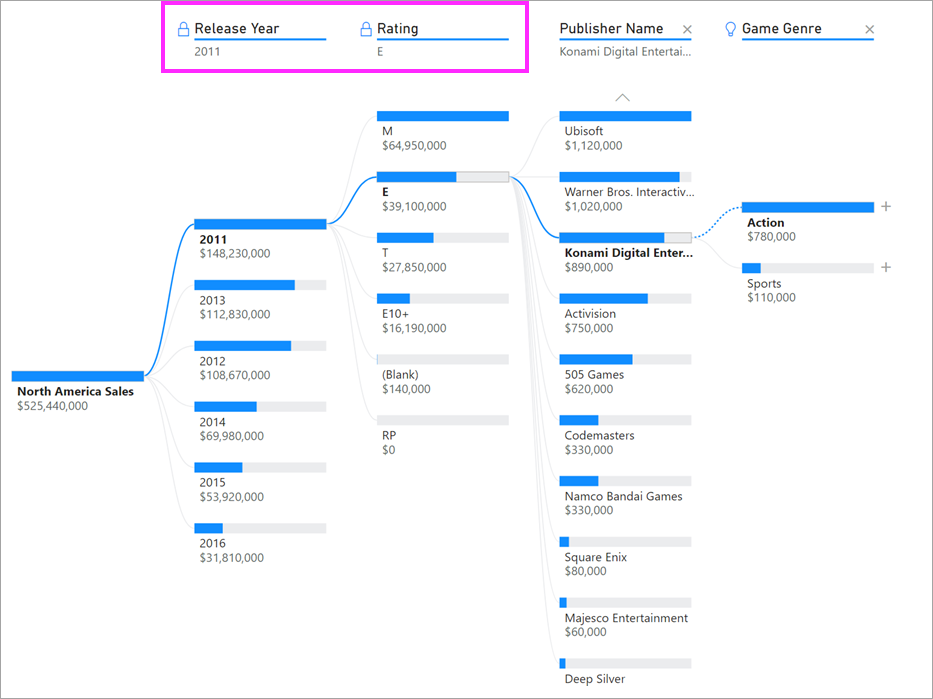 Release Year
2011
Rating
E
Publisher Name
Konami Digital Entertai...
Game Genre
North America Sales
$525,440,000
2011
$148,230,000
2013
$112,830,000
2012
$108,670,000
2014
$69,980,000
2015
$53,920,000
2016
$31,810,000
M
$64,950,000
E
$39,100,000
T
$27,850,000
E10+
$16,190,000
(Blank)
$140,000
RP
$0
Ubisoft
$1,120,000
Warner Bros. Interactiv...
$1,020,000
Konami Digital Enter...
$890,000
Activision
$750,000
505 Games
$620,000
Codemasters
$330,000
Namco Bandai Games
$330,000
Square Enix
$80,000
Majesco Entertainment
$60,000
Deep Silver
Action
$780,000
Sports
$110,000